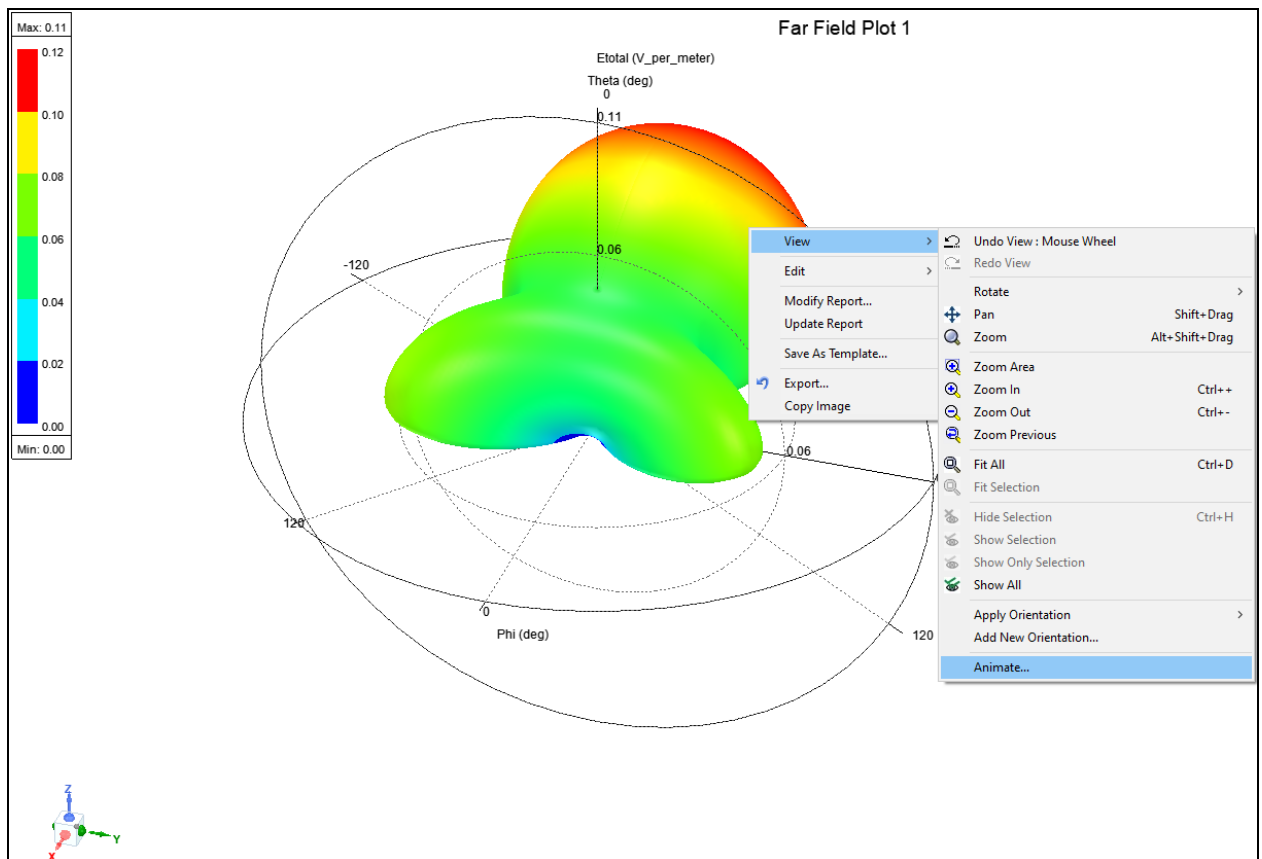 Far Field Plot 1
Max: 0.11
0.12
0.10
0.08
0.06
0.04
0.02
0.00
Min: 0.00
Etotal (V_per_meter)
Theta (deg)
0
0.11
0.06
-120
120
0
Phi (deg)
0.06
120
View
Edit
Modify Report...
Update Report
Save As Template...
Export...
Copy Image
Undo View : Mouse Wheel
Redo View
Rotate
Pan Shift+Drag
Zoom Alt+Shift+Drag
Zoom Area
Zoom In Ctrl++
Zoom Out Ctrl+-
Zoom Previous
Fit All Ctrl+D
Fit Selection
Hide Selection Ctrl+H
Show Selection
Show Only Selection
Show All
Apply Orientation
Add New Orientation...
Animate...
Z
Y
X